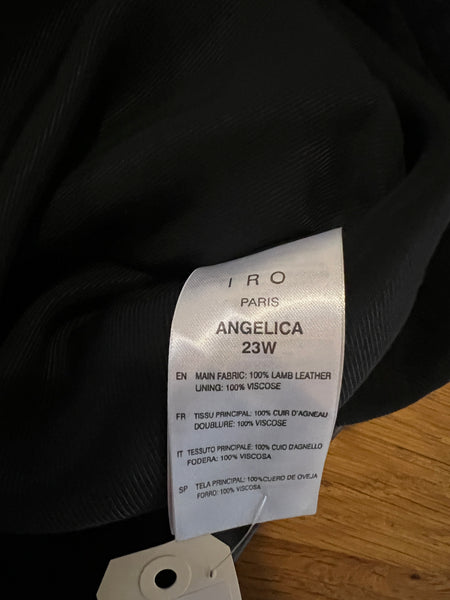 IRO
PARIS
ANGELICA
23W
EN MAIN FABRIC: 100% LAMB LEATHER
LINING: 100% VISCOSE
FR TISSU PRINCIPAL: 100% CUIR D'AGNEAU
DOUBLURE: 100% VISCOSE
IT TESSUTO PRINCIPALE: 100% CUIO D'AGNELLO
FODERA: 100% VISCOSA
SP TELA PRINCIPAL: 100%CUERO DE OVEJA
FORRO: 100% VISCOSA